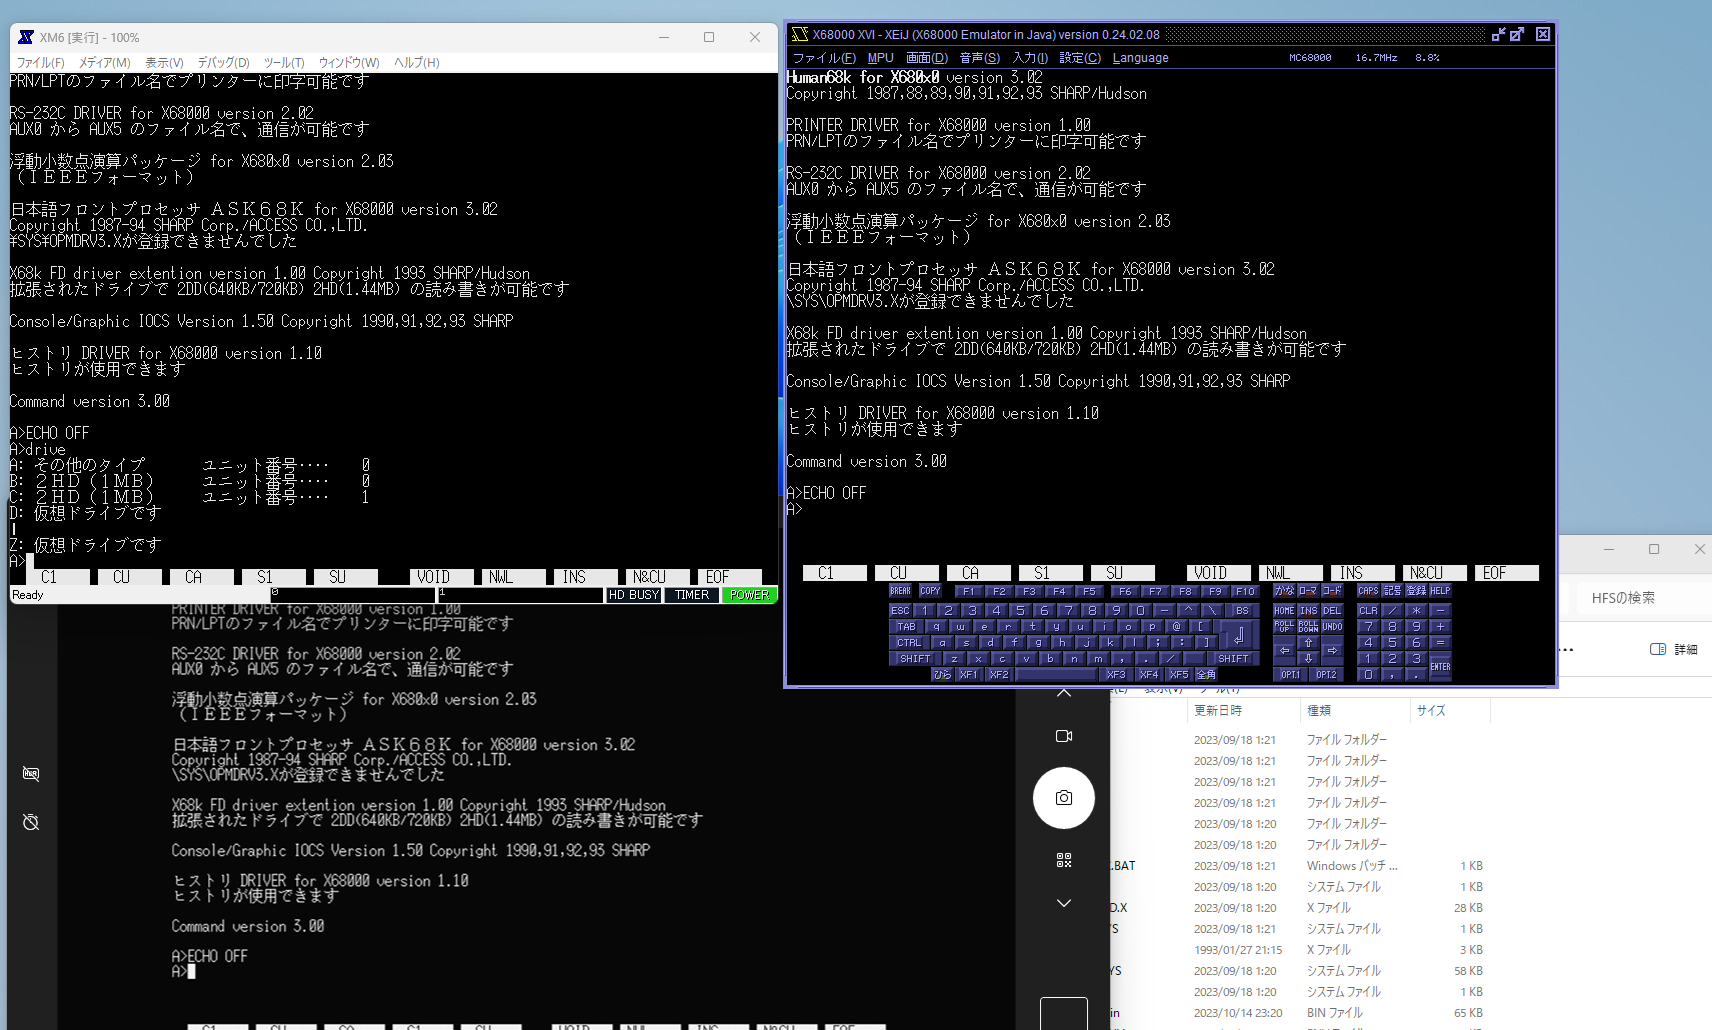 XM6 [実行] - 100%
ファイル(F) メディア(M) 表示(V) デバッグ(D) ツール(T) ウィンドウ(W) ヘルプ(H)
PRN/LPTのファイル名でプリンターに印字可能です
RS-232C DRIVER for X68000 version 2.02
AUX0 から AUX5 のファイル名で、通信が可能です
浮動小数点演算パッケージ for X680x0 version 2.03
（ＩＥＥＥフォーマット）
日本語フロントプロセッサ ＡＳＫ６８Ｋ for X68000 version 3.02
Copyright 1987-94 SHARP Corp./ACCESS CO.,LTD.
¥SYS¥OPMDRV3.Xが登録できませんでした
X68k FD driver extention version 1.00 Copyright 1993 SHARP/Hudson
拡張されたドライブで 2DD(640KB/720KB) 2HD(1.44MB) の読み書きが可能です
Console/Graphic IOCS Version 1.50 Copyright 1990,91,92,93 SHARP
ヒストリ DRIVER for X68000 version 1.10
ヒストリが使用できます
Command version 3.00
A>ECHO OFF
A>drive
A: その他のタイプ ユニット番号‥‥ 0
B: ２ＨＤ（１ＭＢ） ユニット番号‥‥ 0
C: ２ＨＤ（１ＭＢ） ユニット番号‥‥ 1
D: 仮想ドライブです
|
Z: 仮想ドライブです
A>
C1 CU CA S1 SU VOID NWL INS N&CU EOF
Ready 0 1 HD BUSY TIMER POWER
X68000 XVI - XEiJ (X68000 Emulator in Java) version 0.24.02.08
ファイル(F) MPU 画面(D) 音声(S) 入力(I) 設定(C) Language MC68000 16.7MHz 8.8%
Human68k for X680x0 version 3.02
Copyright 1987,88,89,90,91,92,93 SHARP/Hudson
PRINTER DRIVER for X68000 version 1.00
PRN/LPTのファイル名でプリンターに印字可能です
RS-232C DRIVER for X68000 version 2.02
AUX0 から AUX5 のファイル名で、通信が可能です
浮動小数点演算パッケージ for X680x0 version 2.03
（ＩＥＥＥフォーマット）
日本語フロントプロセッサ ＡＳＫ６８Ｋ for X68000 version 3.02
Copyright 1987-94 SHARP Corp./ACCESS CO.,LTD.
\SYS\OPMDRV3.Xが登録できませんでした
X68k FD driver extention version 1.00 Copyright 1993 SHARP/Hudson
拡張されたドライブで 2DD(640KB/720KB) 2HD(1.44MB) の読み書きが可能です
Console/Graphic IOCS Version 1.50 Copyright 1990,91,92,93 SHARP
ヒストリ DRIVER for X68000 version 1.10
ヒストリが使用できます
Command version 3.00
A>ECHO OFF
A>
C1 CU CA S1 SU VOID NWL INS N&CU EOF
BREAK COPY F1 F2 F3 F4 F5 F6 F7 F8 F9 F10 かな ローマ コード CAPS 記号 登録 HELP
ESC 1 2 3 4 5 6 7 8 9 0 - ^ \ BS HOME INS DEL CLR / * -
TAB q w e r t y u i o p @ [ ROLL UP ROLL DOWN UNDO 7 8 9 +
CTRL a s d f g h j k l ; : ] ← ↑ → 4 5 6 =
SHIFT z x c v b n m , . / SHIFT ↓ 1 2 3 ENTER
ひら XF1 XF2 XF3 XF4 XF5 全角 OPT.1 OPT.2 0 , .
PRINTER DRIVER for X68000 version 1.00
PRN/LPTのファイル名でプリンターに印字可能です
RS-232C DRIVER for X68000 version 2.02
AUX0 から AUX5 のファイル名で、通信が可能です
浮動小数点演算パッケージ for X680x0 version 2.03
（ＩＥＥＥフォーマット）
日本語フロントプロセッサ ＡＳＫ６８Ｋ for X68000 version 3.02
Copyright 1987-94 SHARP Corp./ACCESS CO.,LTD.
\SYS\OPMDRV3.Xが登録できませんでした
X68k FD driver extention version 1.00 Copyright 1993 SHARP/Hudson
拡張されたドライブで 2DD(640KB/720KB) 2HD(1.44MB) の読み書きが可能です
Console/Graphic IOCS Version 1.50 Copyright 1990,91,92,93 SHARP
ヒストリ DRIVER for X68000 version 1.10
ヒストリが使用できます
Command version 3.00
A>ECHO OFF
A>
C1 CU CA S1 SU VOID NWL INS N&CU EOF
HFSの検索
詳細
表示(V) ツール(T)
更新日時 種類 サイズ
2023/09/18 1:21 ファイル フォルダー
2023/09/18 1:21 ファイル フォルダー
2023/09/18 1:21 ファイル フォルダー
2023/09/18 1:21 ファイル フォルダー
2023/09/18 1:20 ファイル フォルダー
2023/09/18 1:20 ファイル フォルダー
.BAT 2023/09/18 1:21 Windows バッチ ... 1 KB
2023/09/18 1:20 システム ファイル 1 KB
D.X 2023/09/18 1:20 X ファイル 28 KB
YS 2023/09/18 1:21 システム ファイル 1 KB
1993/01/27 21:15 X ファイル 3 KB
YS 2023/09/18 1:20 システム ファイル 58 KB
2023/09/18 1:20 システム ファイル 1 KB
in 2023/10/14 23:20 BIN ファイル 65 KB